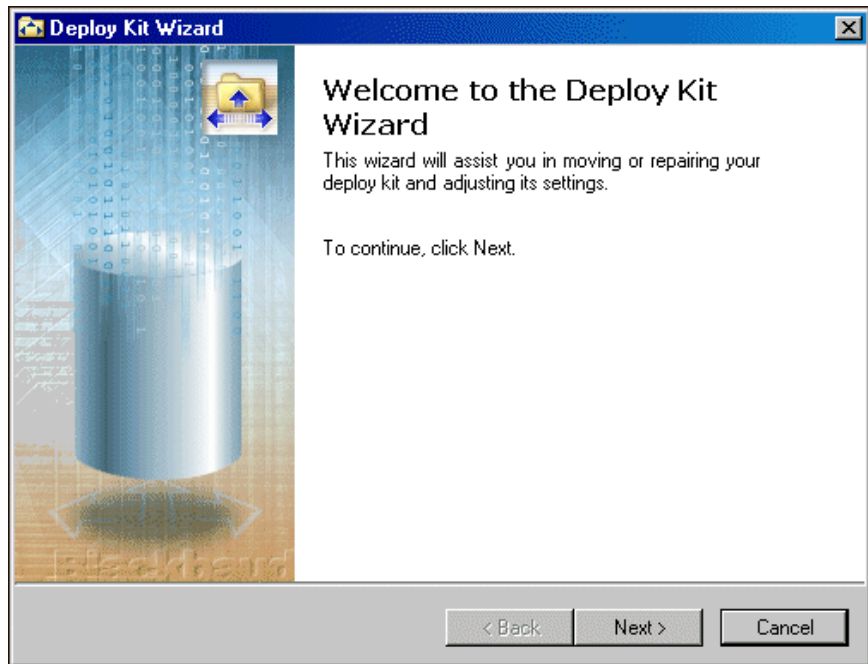 Deploy Kit Wizard
Welcome to the Deploy Kit
Wizard
This wizard will assist you in moving or repairing your
deploy kit and adjusting its settings.
To continue, click Next.
Blackbaud
< Back
Next >
Cancel